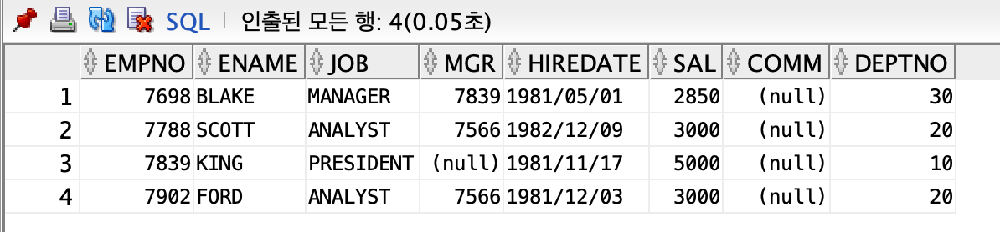 SQL | 인출된 모든 행: 4(0.05초)
EMPNO ENAME JOB MGR HIREDATE SAL COMM DEPTNO
1 7698 BLAKE MANAGER 7839 1981/05/01 2850 (null) 30
2 7788 SCOTT ANALYST 7566 1982/12/09 3000 (null) 20
3 7839 KING PRESIDENT (null) 1981/11/17 5000 (null) 10
4 7902 FORD ANALYST 7566 1981/12/03 3000 (null) 20